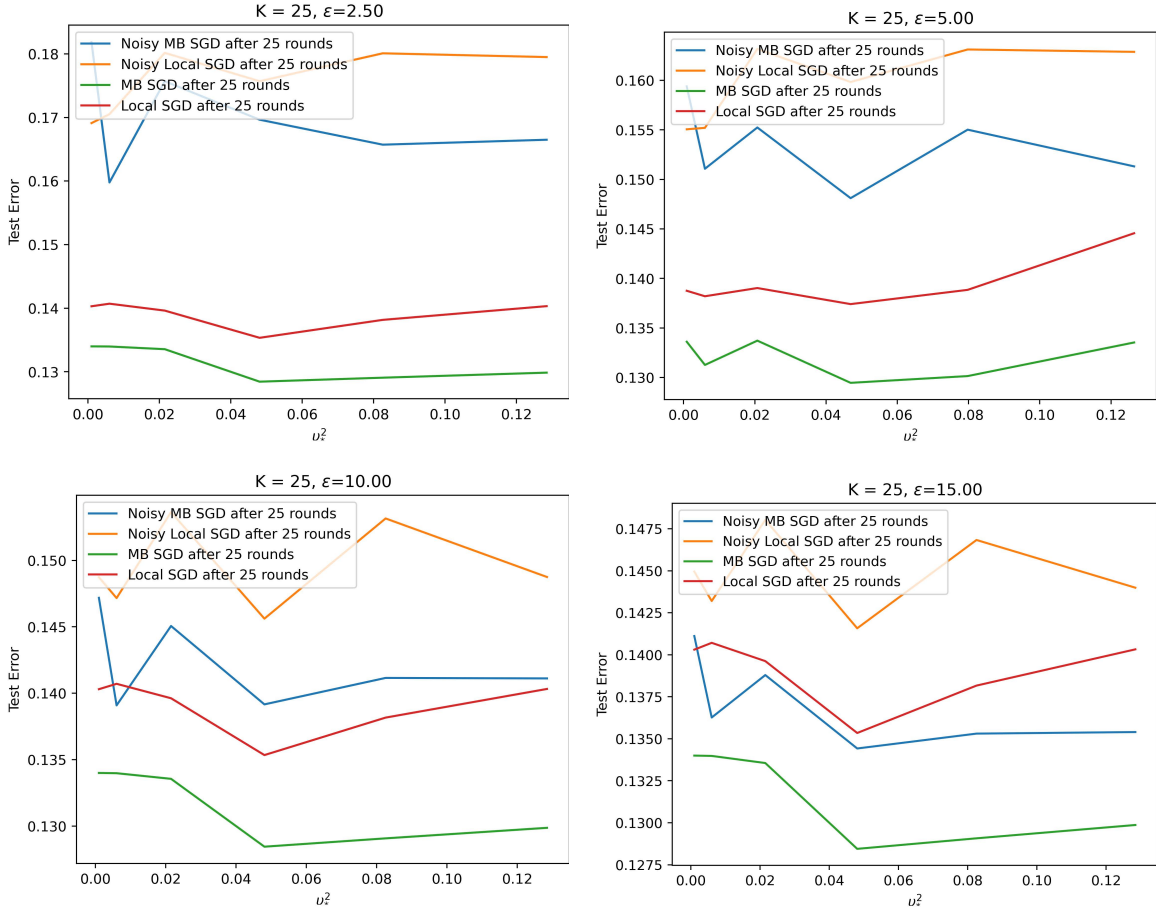 K = 25, ε=2.50
Noisy MB SGD after 25 rounds
Noisy Local SGD after 25 rounds
MB SGD after 25 rounds
Local SGD after 25 rounds
Test Error
0.18
0.17
0.16
0.15
0.14
0.13
0.00 0.02 0.04 0.06 0.08 0.10 0.12
υ²*
K = 25, ε=5.00
Noisy MB SGD after 25 rounds
Noisy Local SGD after 25 rounds
MB SGD after 25 rounds
Local SGD after 25 rounds
Test Error
0.160
0.155
0.150
0.145
0.140
0.135
0.130
0.00 0.02 0.04 0.06 0.08 0.10 0.12
υ²*
K = 25, ε=10.00
Noisy MB SGD after 25 rounds
Noisy Local SGD after 25 rounds
MB SGD after 25 rounds
Local SGD after 25 rounds
Test Error
0.150
0.145
0.140
0.135
0.130
0.00 0.02 0.04 0.06 0.08 0.10 0.12
υ²*
K = 25, ε=15.00
Noisy MB SGD after 25 rounds
Noisy Local SGD after 25 rounds
MB SGD after 25 rounds
Local SGD after 25 rounds
Test Error
0.1475
0.1450
0.1425
0.1400
0.1375
0.1350
0.1325
0.1300
0.1275
0.00 0.02 0.04 0.06 0.08 0.10 0.12
υ²*